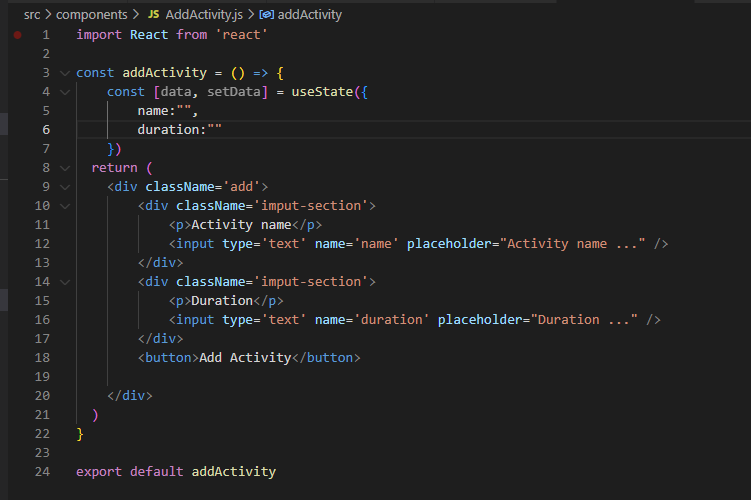 src > components > JS AddActivity.js > addActivity
1 import React from 'react'
2
3 const addActivity = () => {
4     const [data, setData] = useState({
5         name:"",
6         duration:""
7     })
8   return (
9     <div className='add'>
10         <div className='imput-section'>
11             <p>Activity name</p>
12             <input type='text' name='name' placeholder="Activity name ..." />
13         </div>
14         <div className='imput-section'>
15             <p>Duration</p>
16             <input type='text' name='duration' placeholder="Duration ..." />
17         </div>
18         <button>Add Activity</button>
19
20     </div>
21   )
22 }
23
24 export default addActivity